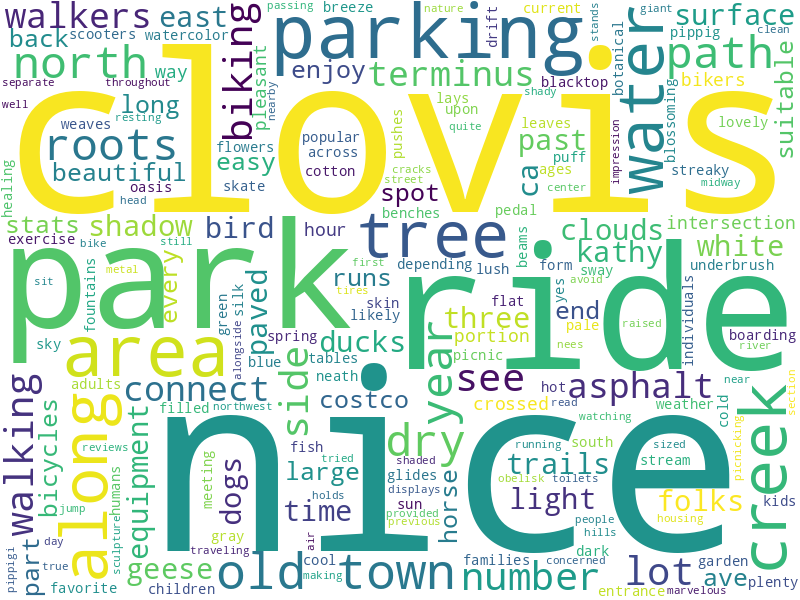 passing
breeze
current
pippig
nature
stands
giant
clean
walkers
east
scooters
watercolor
biking
parking
drift
surface
back
north
way
enjoy
terminus
blacktop
botanical
water
path
bikers
separate
throughout
pleasant
nearby
well
resting
long
clovis
lays
upon
suitable
weaves
popular
across
pushes
leaves
shady
blossoming
lovely
roots
flowers
quite
past
puff
impression
streaky
beautiful
easy
cotton
cracks
street
ages
center
midway
healing
oasis
head
skate
spot
benches
pedal
ca
stats
shadow
bird
hour
tree
beams
clouds
intersection
exercise
bike
still
kathy
white
park
ride
every
fountains
metal
silk
green
paved
runs
depending
lush
form
sway
yes
underbrush
sit
first
tires
skin
likely
flat
end
avoid
pale
raised
individuals
sky
alongside
spring
three
portion
nees
boarding
river
area
blue
ducks
tables
neath
picnic
year
see
hot
asphalt
near
section
walking
along
adults
connect
side
costco
crossed
read
weather
cold
creek
bicycles
equipment
filled
northwest
nice
dry
watching
picnicking
reviews
fish
tried
running
south
sized
shaded
glides
trails
stream
jump
humans
meeting
dogs
large
horse
obelisk
toilets
kids
sculpture
gray
time
holds
displays
sun
provided
previous
light
people
hills
housing
folks
part
pippigi
day
true
traveling
air
cool
making
families
dark
concerned
garden
marvelous
plenty
geese
favorite
children
old
town
number
lot
entrance
ave